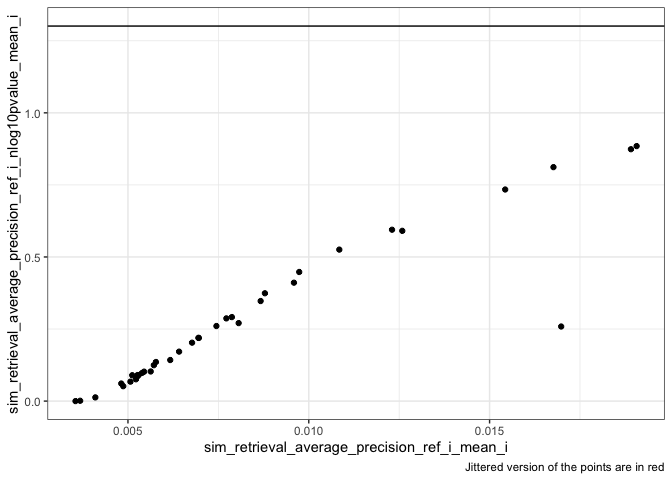 sim_retrieval_average_precision_ref_i_nlog10pvalue_mean_i
1.0
0.5
0.0
0.005
0.010
0.015
sim_retrieval_average_precision_ref_i_mean_i
Jittered version of the points are in red